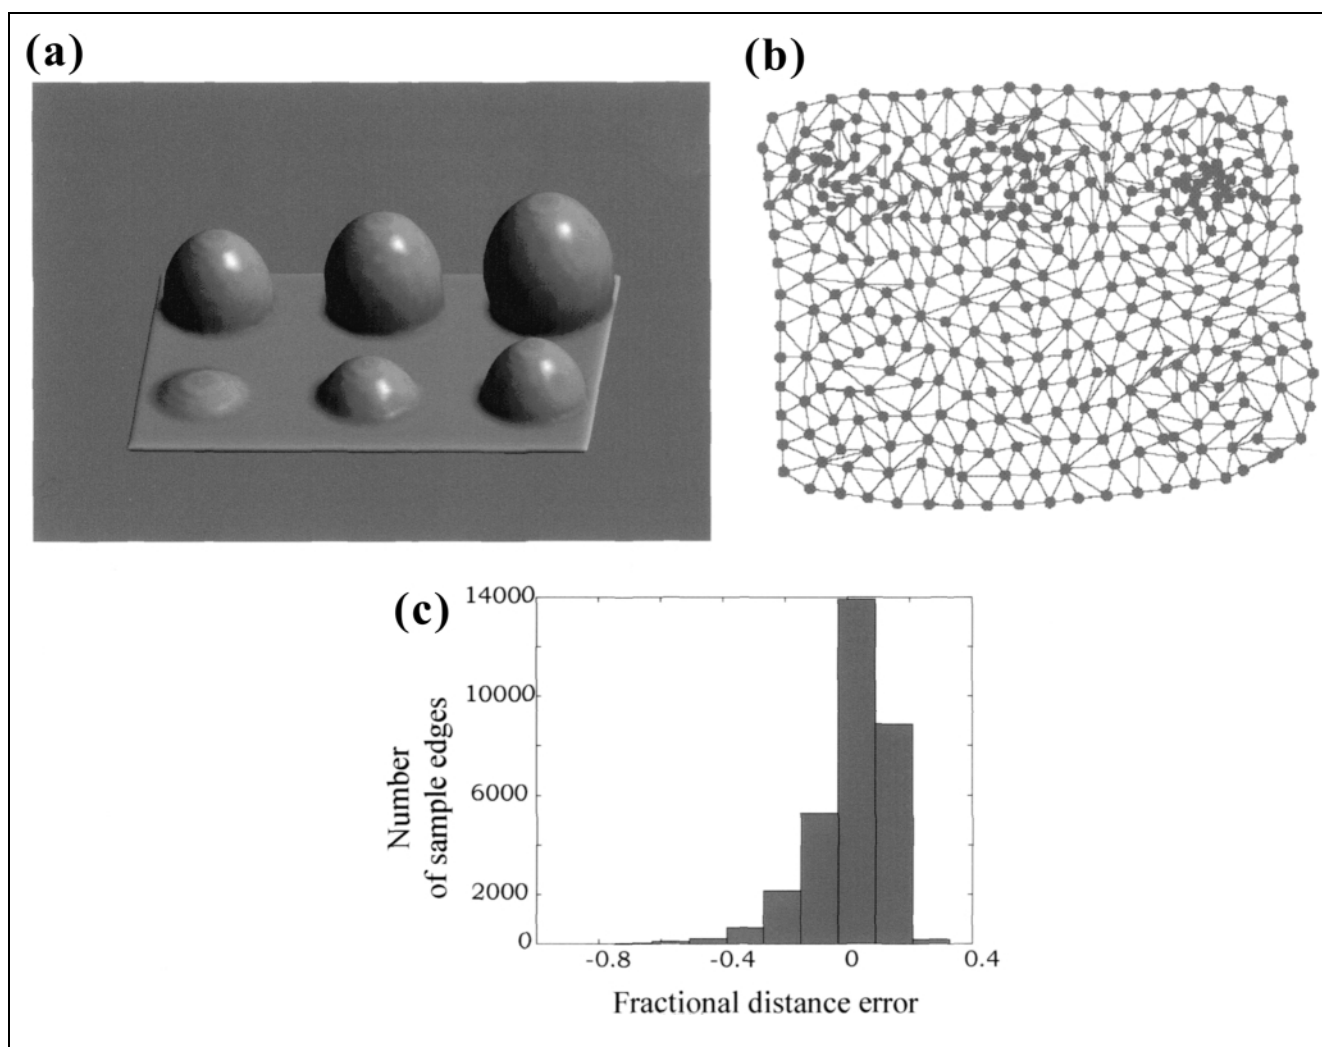 (a)
(b)
(c)
14000
10000
6000
2000
0
Number
of sample edges
-0.8
-0.4
0
0.4
Fractional distance error